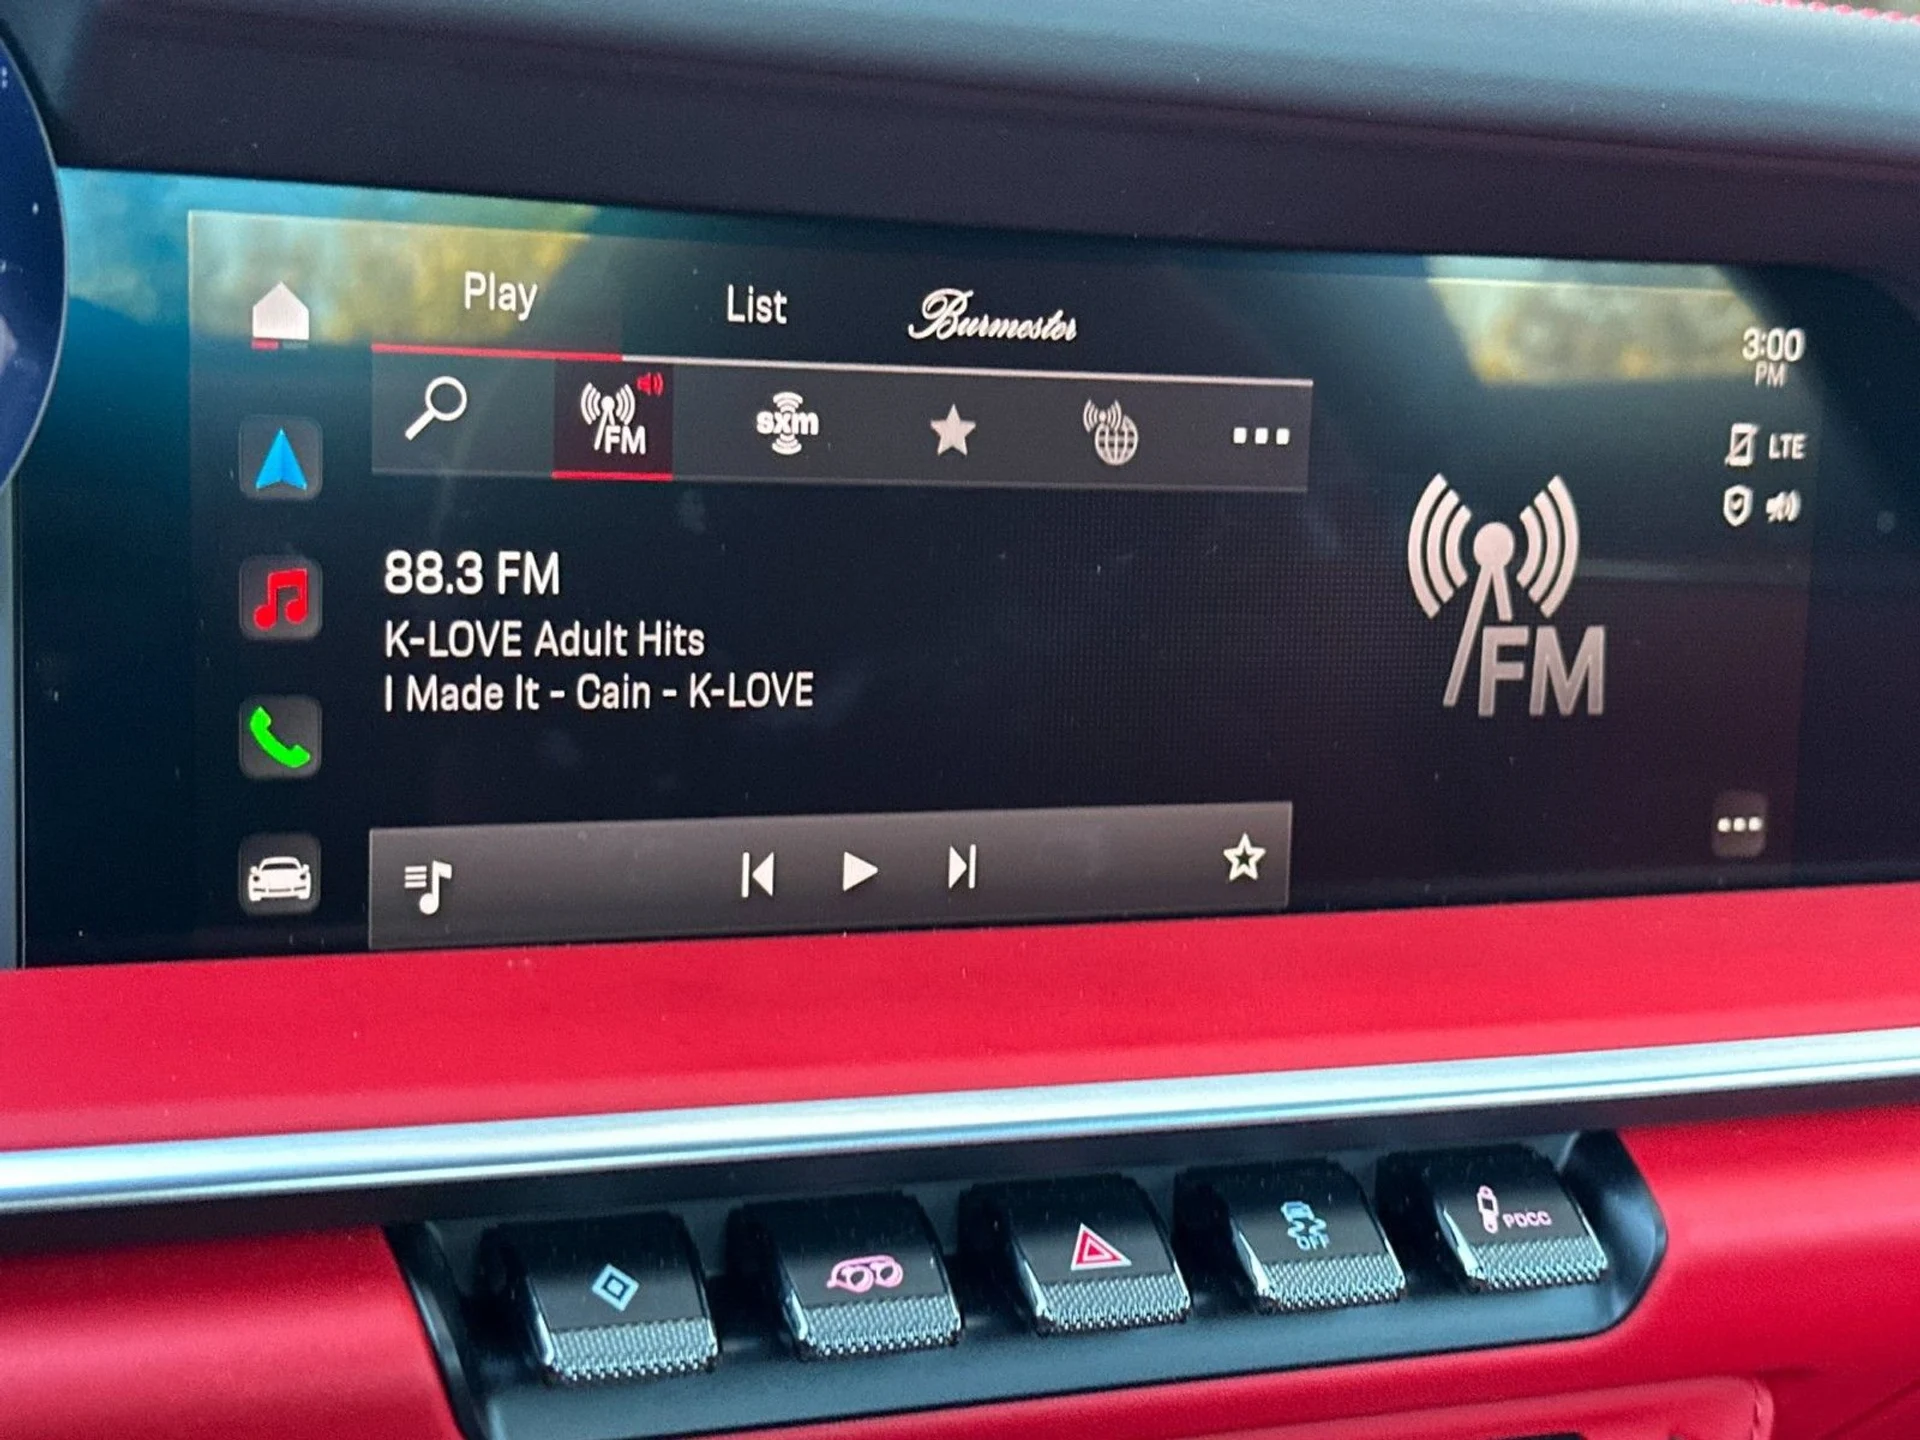 Play
List
Burmester
3:00
PM
FM
sxm
LTE
88.3 FM
K-LOVE Adult Hits
I Made It - Cain - K-LOVE
FM
OFF
PDCC